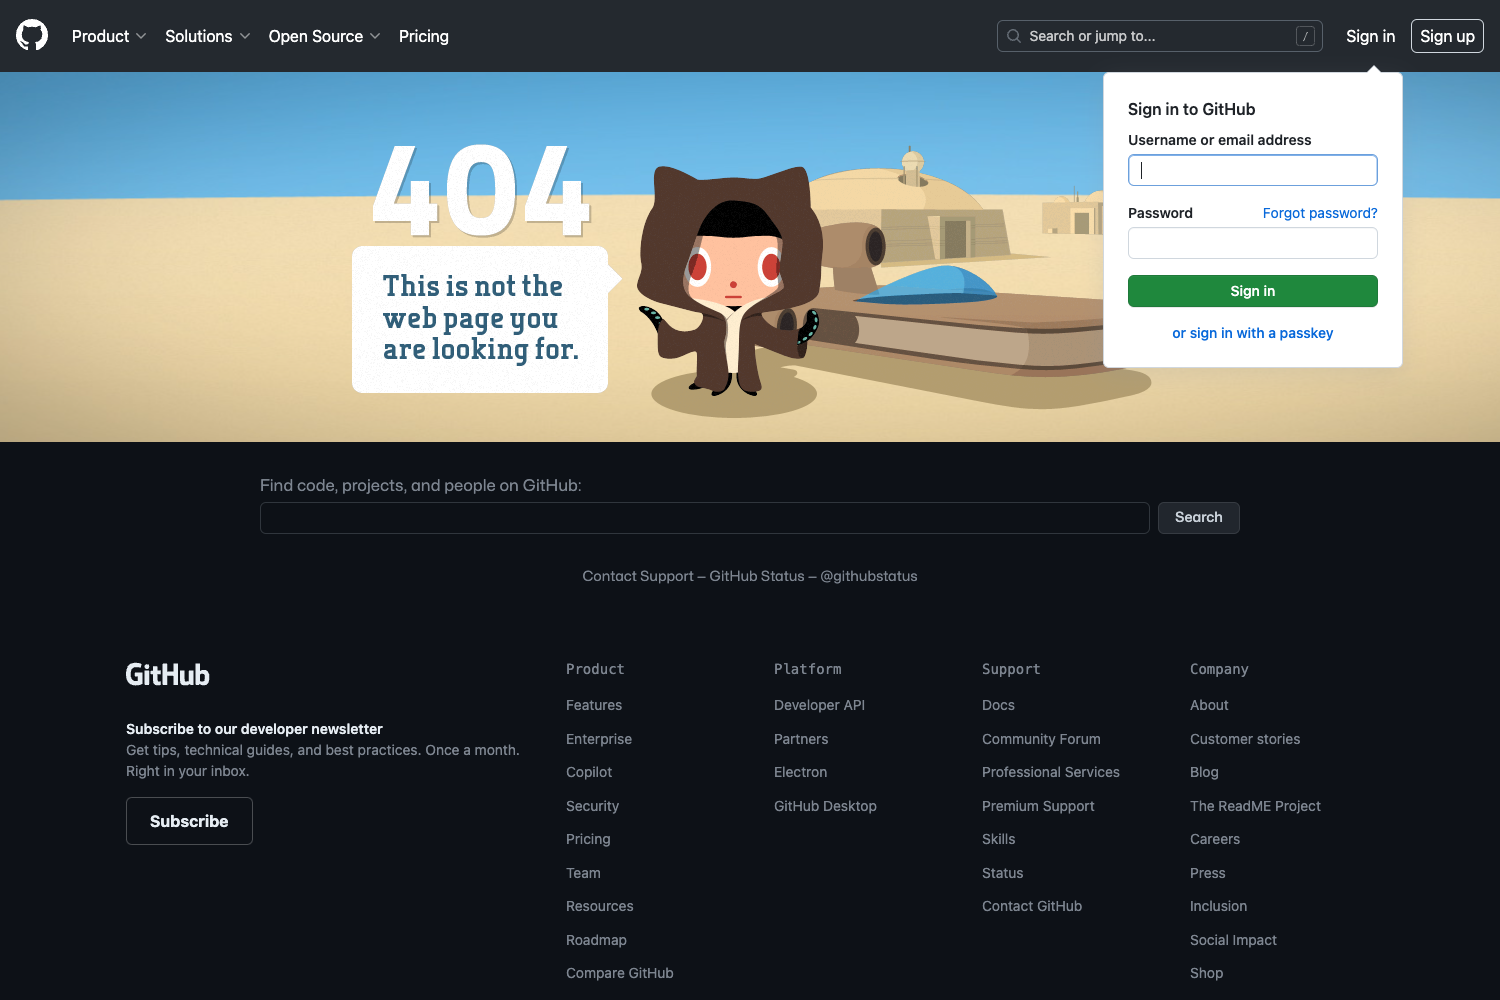 Product
Solutions
Open Source
Pricing
Search or jump to...
/
Sign in
Sign up
404
This is not the
web page you
are looking for.
Sign in to GitHub
Username or email address
Password
Forgot password?
Sign in
or sign in with a passkey
Find code, projects, and people on GitHub:
Search
Contact Support — GitHub Status — @githubstatus
GitHub
Subscribe to our developer newsletter
Get tips, technical guides, and best practices. Once a month.
Right in your inbox.
Subscribe
Product
Features
Enterprise
Copilot
Security
Pricing
Team
Resources
Roadmap
Compare GitHub
Platform
Developer API
Partners
Electron
GitHub Desktop
Support
Docs
Community Forum
Professional Services
Premium Support
Skills
Status
Contact GitHub
Company
About
Customer stories
Blog
The ReadME Project
Careers
Press
Inclusion
Social Impact
Shop